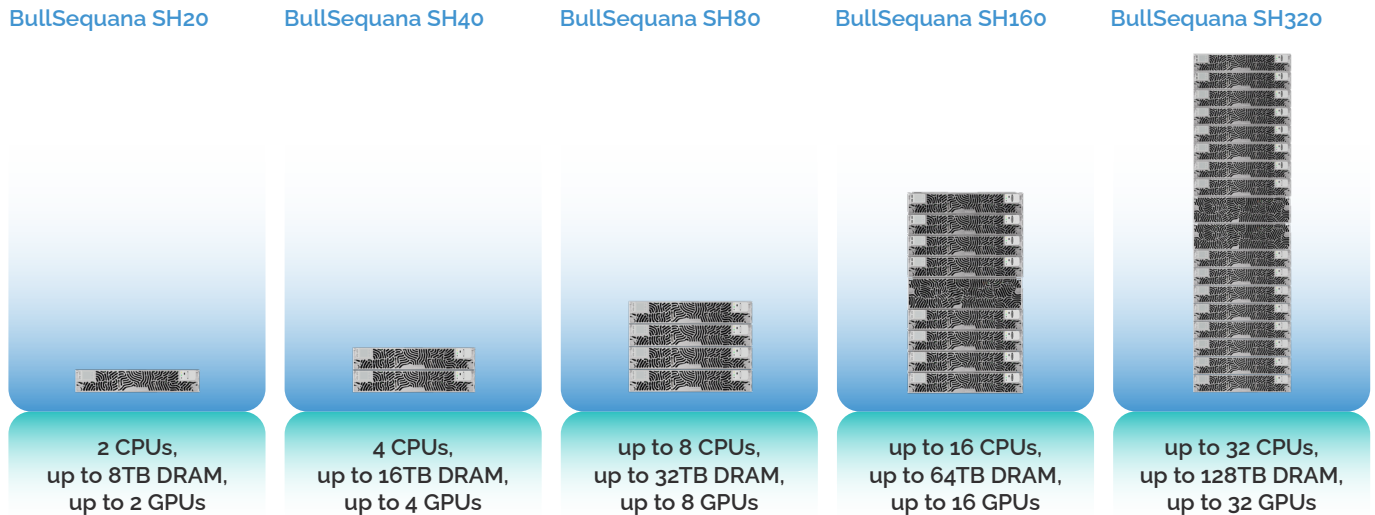 BullSequana SH20
BullSequana SH40
BullSequana SH80
BullSequana SH160
BullSequana SH320
2 CPUs,
up to 8TB DRAM,
up to 2 GPUs
4 CPUs,
up to 16TB DRAM,
up to 4 GPUs
up to 8 CPUs,
up to 32TB DRAM,
up to 8 GPUs
up to 16 CPUs,
up to 64TB DRAM,
up to 16 GPUs
up to 32 CPUs,
up to 128TB DRAM,
up to 32 GPUs